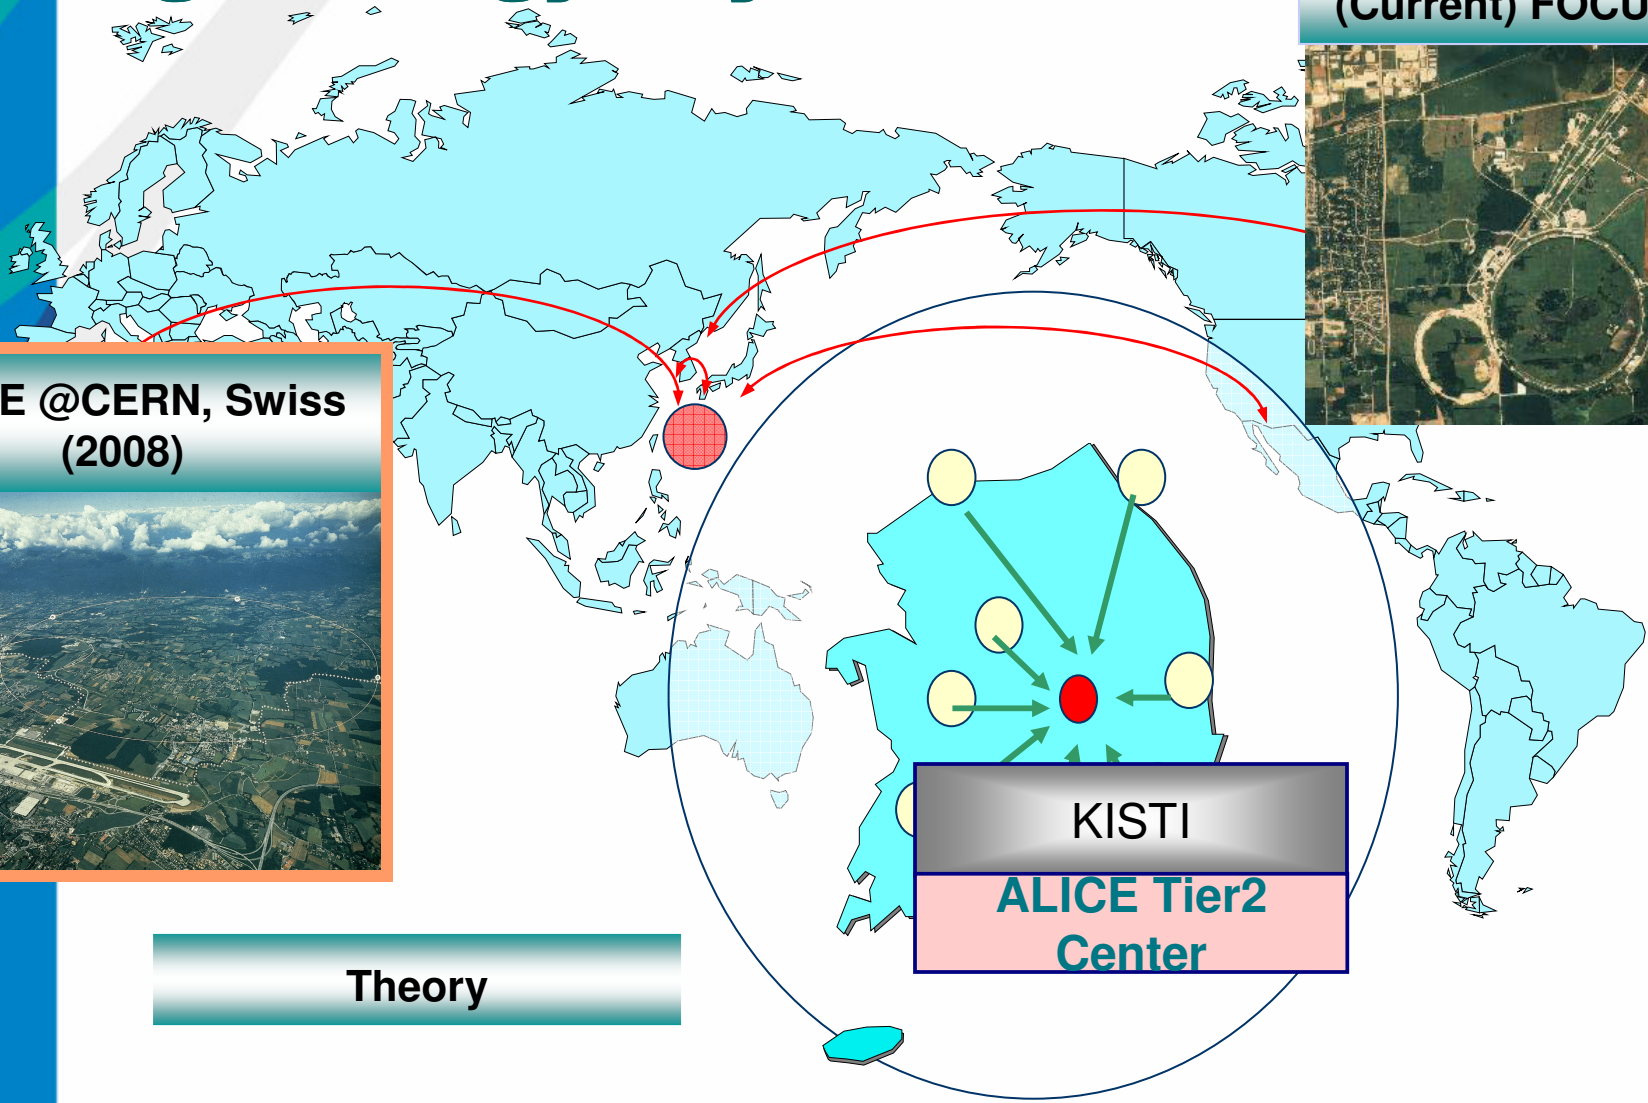 (Current) FOCU
E @CERN, Swiss
(2008)
KISTI
ALICE Tier2
Center
Theory